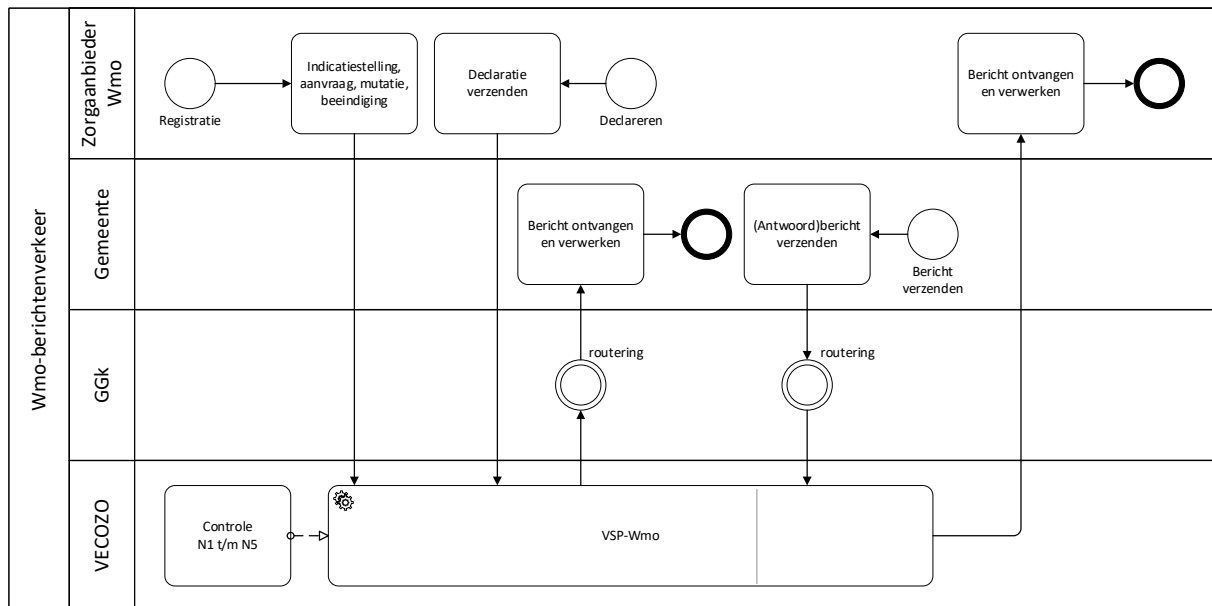 Wmo-berichtenverkeer
Zorgaanbieder
Wmo
Registratie
Indicatiestelling,
aanvraag, mutatie,
beeindiging
Declaratie
verzenden
Declareren
Bericht ontvangen
en verwerken
Gemeente
Bericht ontvangen
en verwerken
(Antwoord)bericht
verzenden
Bericht
verzenden
GGk
routering
routering
VECOZO
Controle
N1 t/m N5
VSP-Wmo